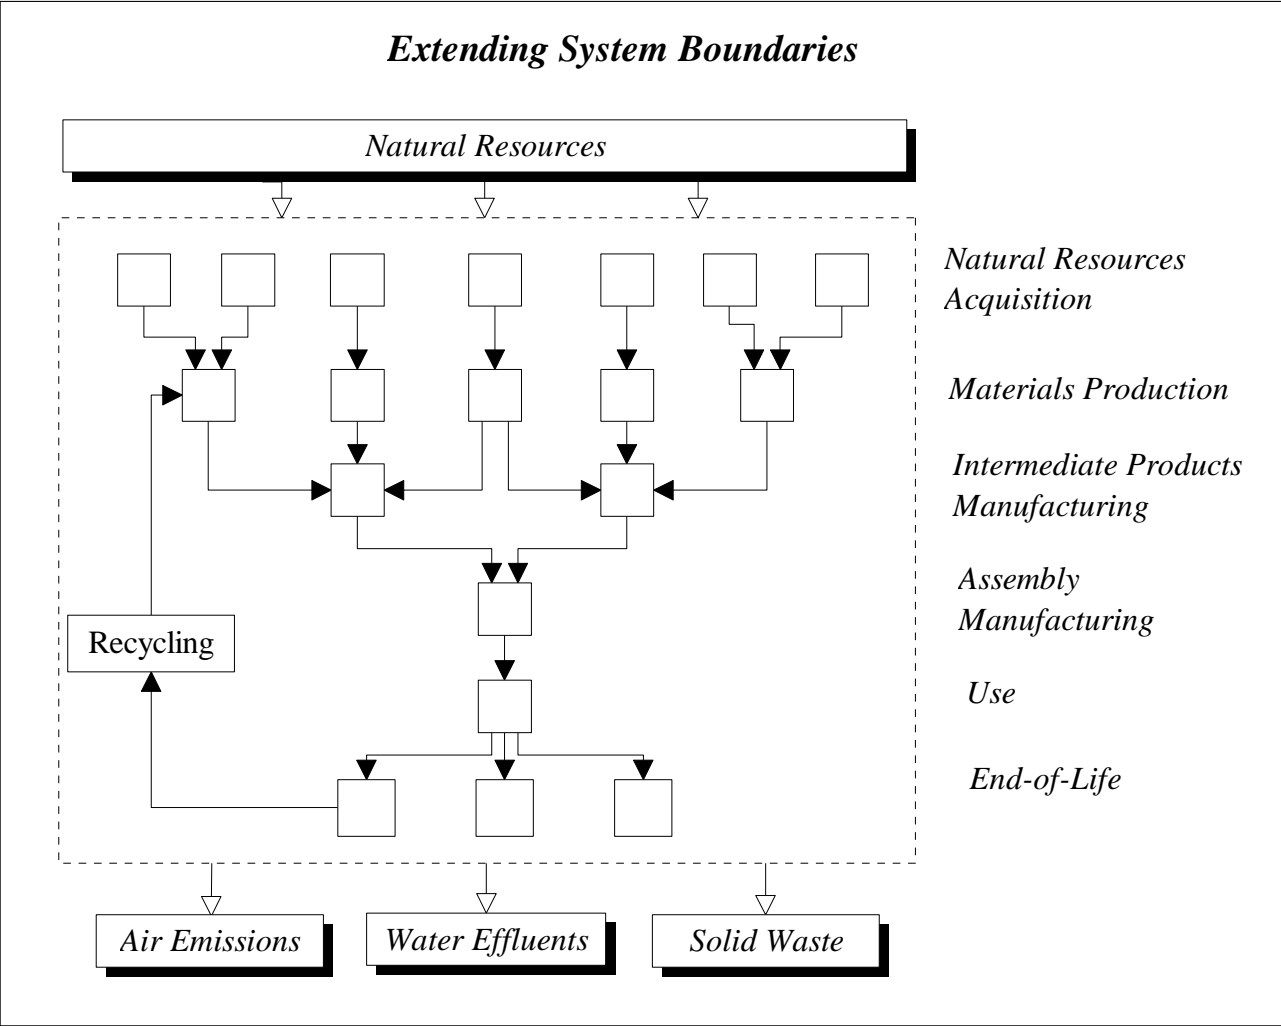 Extending System Boundaries
Natural Resources
Natural Resources
Acquisition
Materials Production
Intermediate Products
Manufacturing
Assembly
Manufacturing
Recycling
Use
End-of-Life
Air Emissions
Water Effluents
Solid Waste